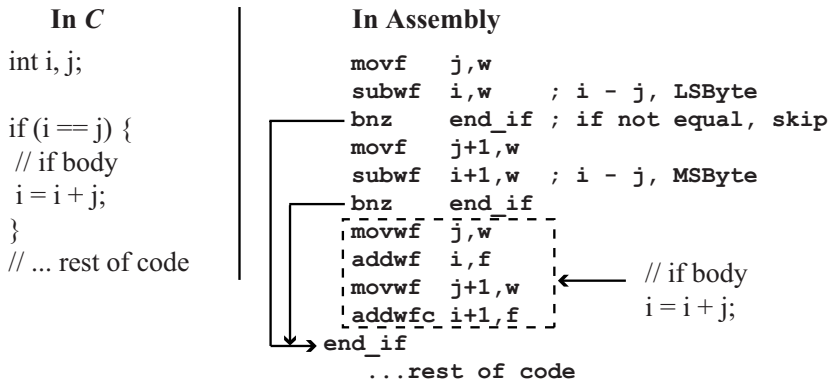 In C
int i, j;
if (i == j) {
// if body
i = i + j;
}
// ... rest of code
In Assembly
movf j,w
subwf i,w ; i - j, LSByte
bnz end_if ; if not equal, skip
movf j+1,w
subwf i+1,w ; i - j, MSByte
bnz end_if
movwf j,w
addwf i,f
movwf j+1,w
addwfc i+1,f
// if body
i = i + j;
end_if
...rest of code